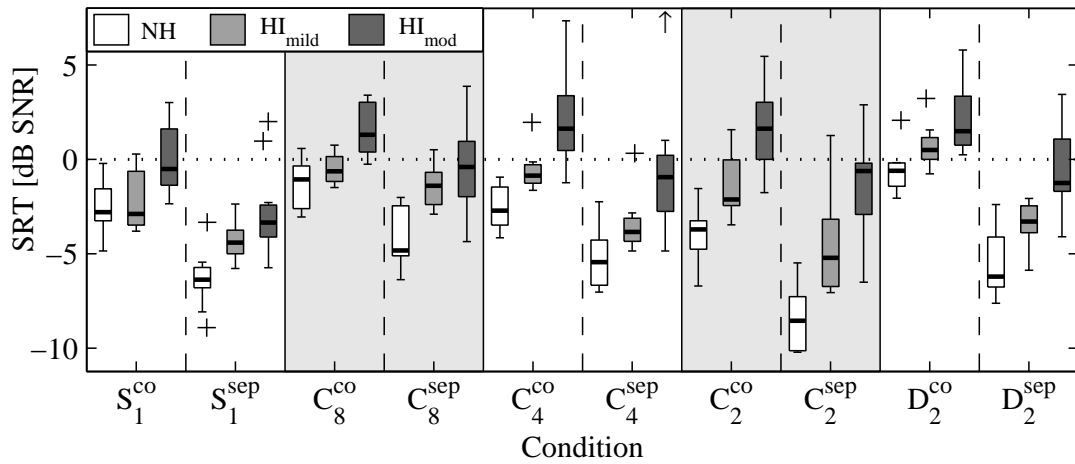 NH HI_mild HI_mod
SRT [dB SNR]
5
0
−5
−10
S_1^co S_1^sep C_8^co C_8^sep C_4^co C_4^sep C_2^co C_2^sep D_2^co D_2^sep
Condition